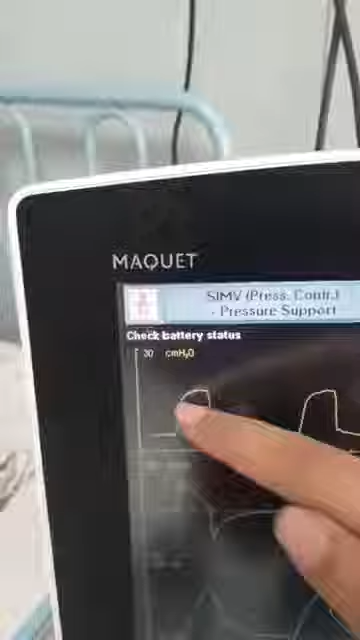 MAQUET
SIMV (Press. Contr.)
- Pressure Support
Check battery status
30 cmH₂O